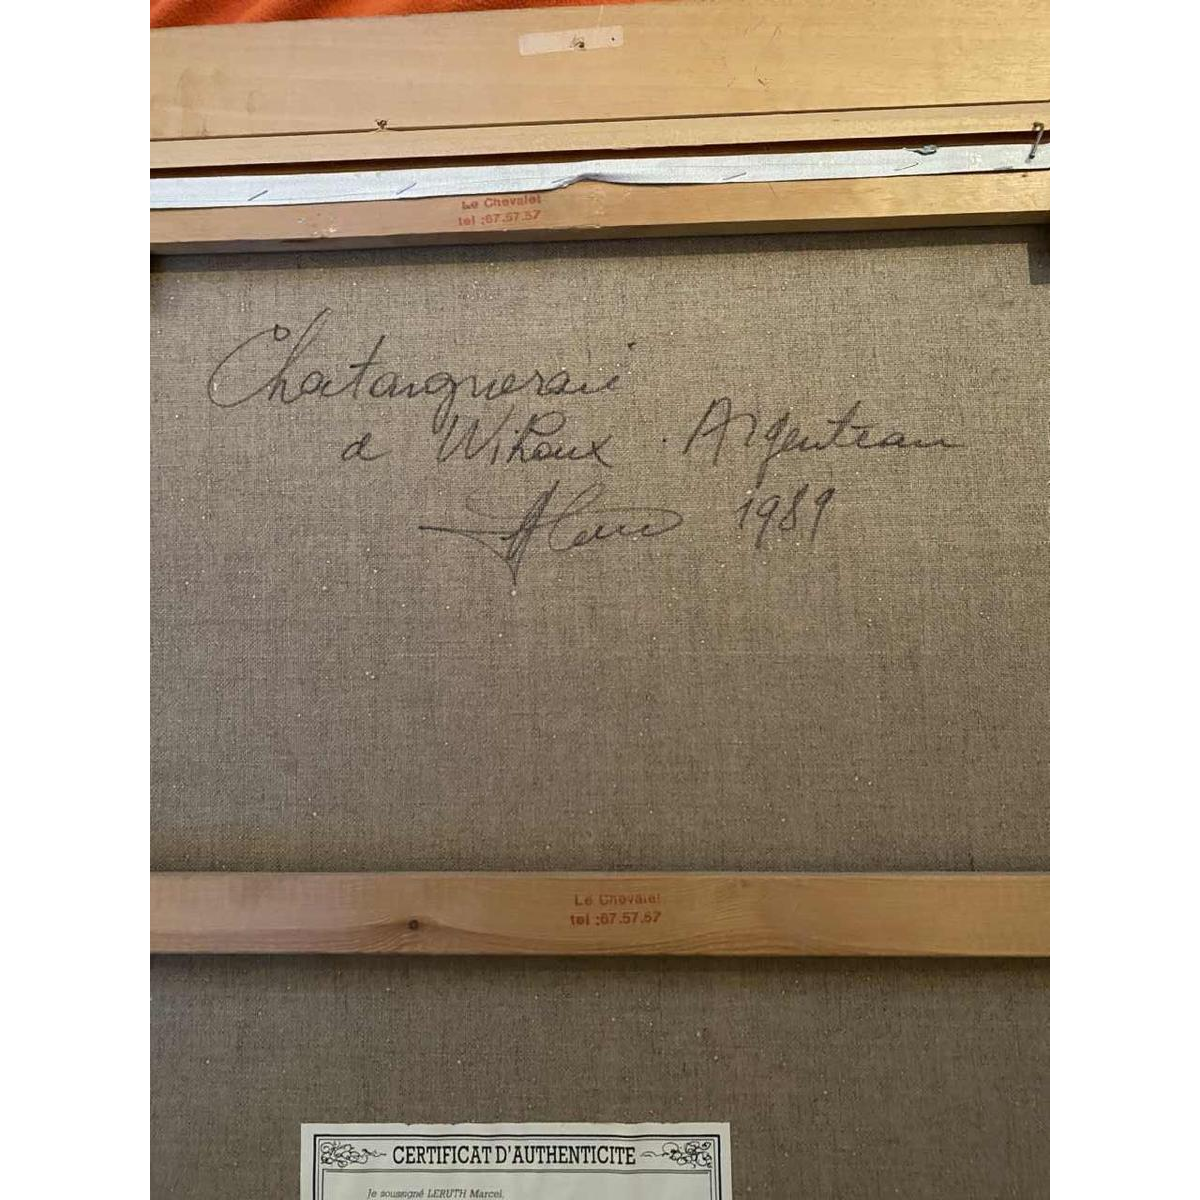 Le Chevalet
tel :67.57.57
Chataigneraie
a Wihoux . Argenteau
1989
Le Chevalet
tel :67.57.57
CERTIFICAT D'AUTHENTICITE
Je soussigné LERUTH Marcel,